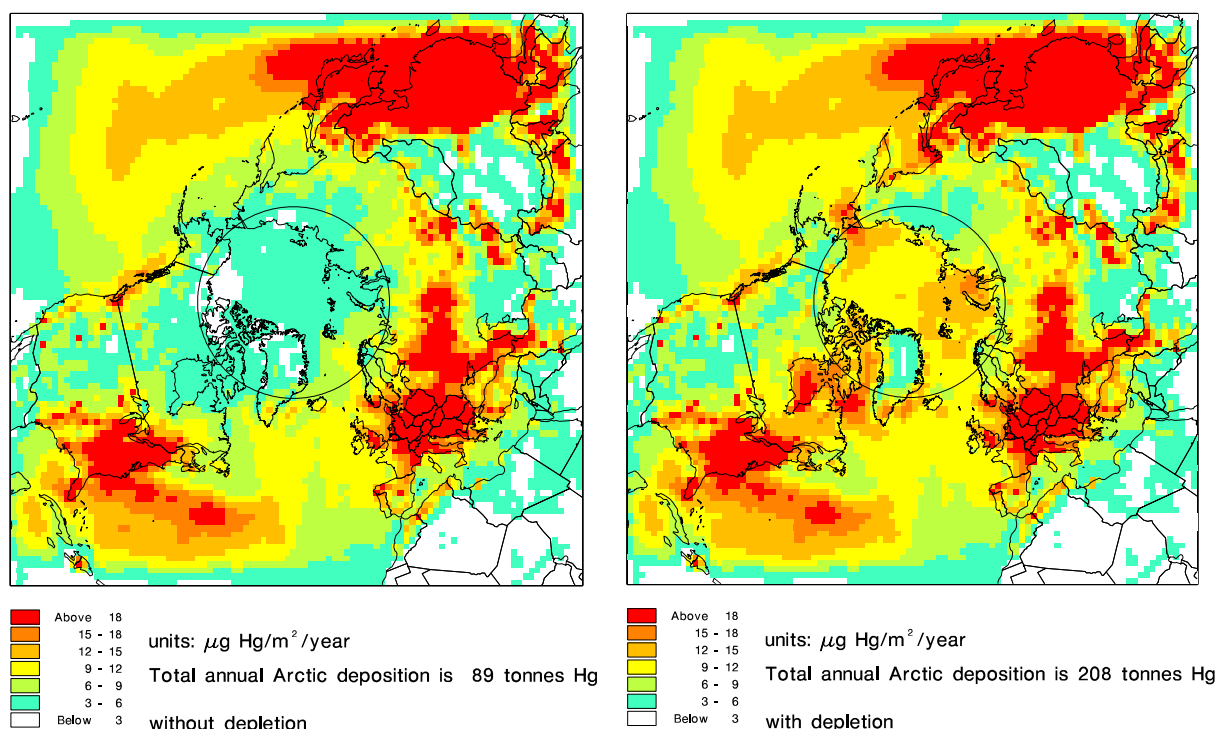 Above 18
15 - 18
12 - 15
9 - 12
6 - 9
3 - 6
Below 3
units: μg Hg/m²/year
Total annual Arctic deposition is 89 tonnes Hg
without depletion
Above 18
15 - 18
12 - 15
9 - 12
6 - 9
3 - 6
Below 3
units: μg Hg/m²/year
Total annual Arctic deposition is 208 tonnes Hg
with depletion